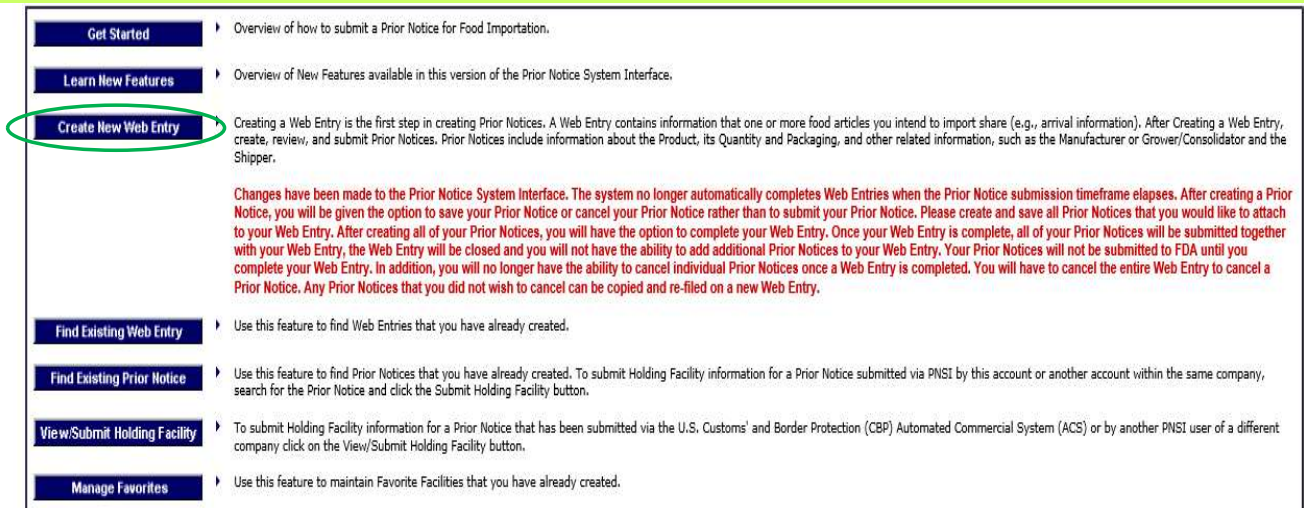 Get Started
Overview of how to submit a Prior Notice for Food Importation.
Learn New Features
Overview of New Features available in this version of the Prior Notice System Interface.
Create New Web Entry
Creating a Web Entry is the first step in creating Prior Notices. A Web Entry contains information that one or more food articles you intend to import share (e.g., arrival information). After Creating a Web Entry,
create, review, and submit Prior Notices. Prior Notices include information about the Product, its Quantity and Packaging, and other related information, such as the Manufacturer or Grower/Consolidator and the
Shipper.
Changes have been made to the Prior Notice System Interface. The system no longer automatically completes Web Entries when the Prior Notice submission timeframe elapses. After creating a Prior
Notice, you will be given the option to save your Prior Notice or cancel your Prior Notice rather than to submit your Prior Notice. Please create and save all Prior Notices that you would like to attach
to your Web Entry. After creating all of your Prior Notices, you will have the option to complete your Web Entry. Once your Web Entry is complete, all of your Prior Notices will be submitted together
with your Web Entry, the Web Entry will be closed and you will not have the ability to add additional Prior Notices to your Web Entry. Your Prior Notices will not be submitted to FDA until you
complete your Web Entry. In addition, you will no longer have the ability to cancel individual Prior Notices once a Web Entry is completed. You will have to cancel the entire Web Entry to cancel a
Prior Notice. Any Prior Notices that you did not wish to cancel can be copied and re-filed on a new Web Entry.
Find Existing Web Entry
Use this feature to find Web Entries that you have already created.
Find Existing Prior Notice
Use this feature to find Prior Notices that you have already created. To submit Holding Facility information for a Prior Notice submitted via PNSI by this account or another account within the same company,
search for the Prior Notice and click the Submit Holding Facility button.
View/Submit Holding Facility
To submit Holding Facility information for a Prior Notice that has been submitted via the U.S. Customs' and Border Protection (CBP) Automated Commercial System (ACS) or by another PNSI user of a different
company click on the View/Submit Holding Facility button.
Manage Favorites
Use this feature to maintain Favorite Facilities that you have already created.